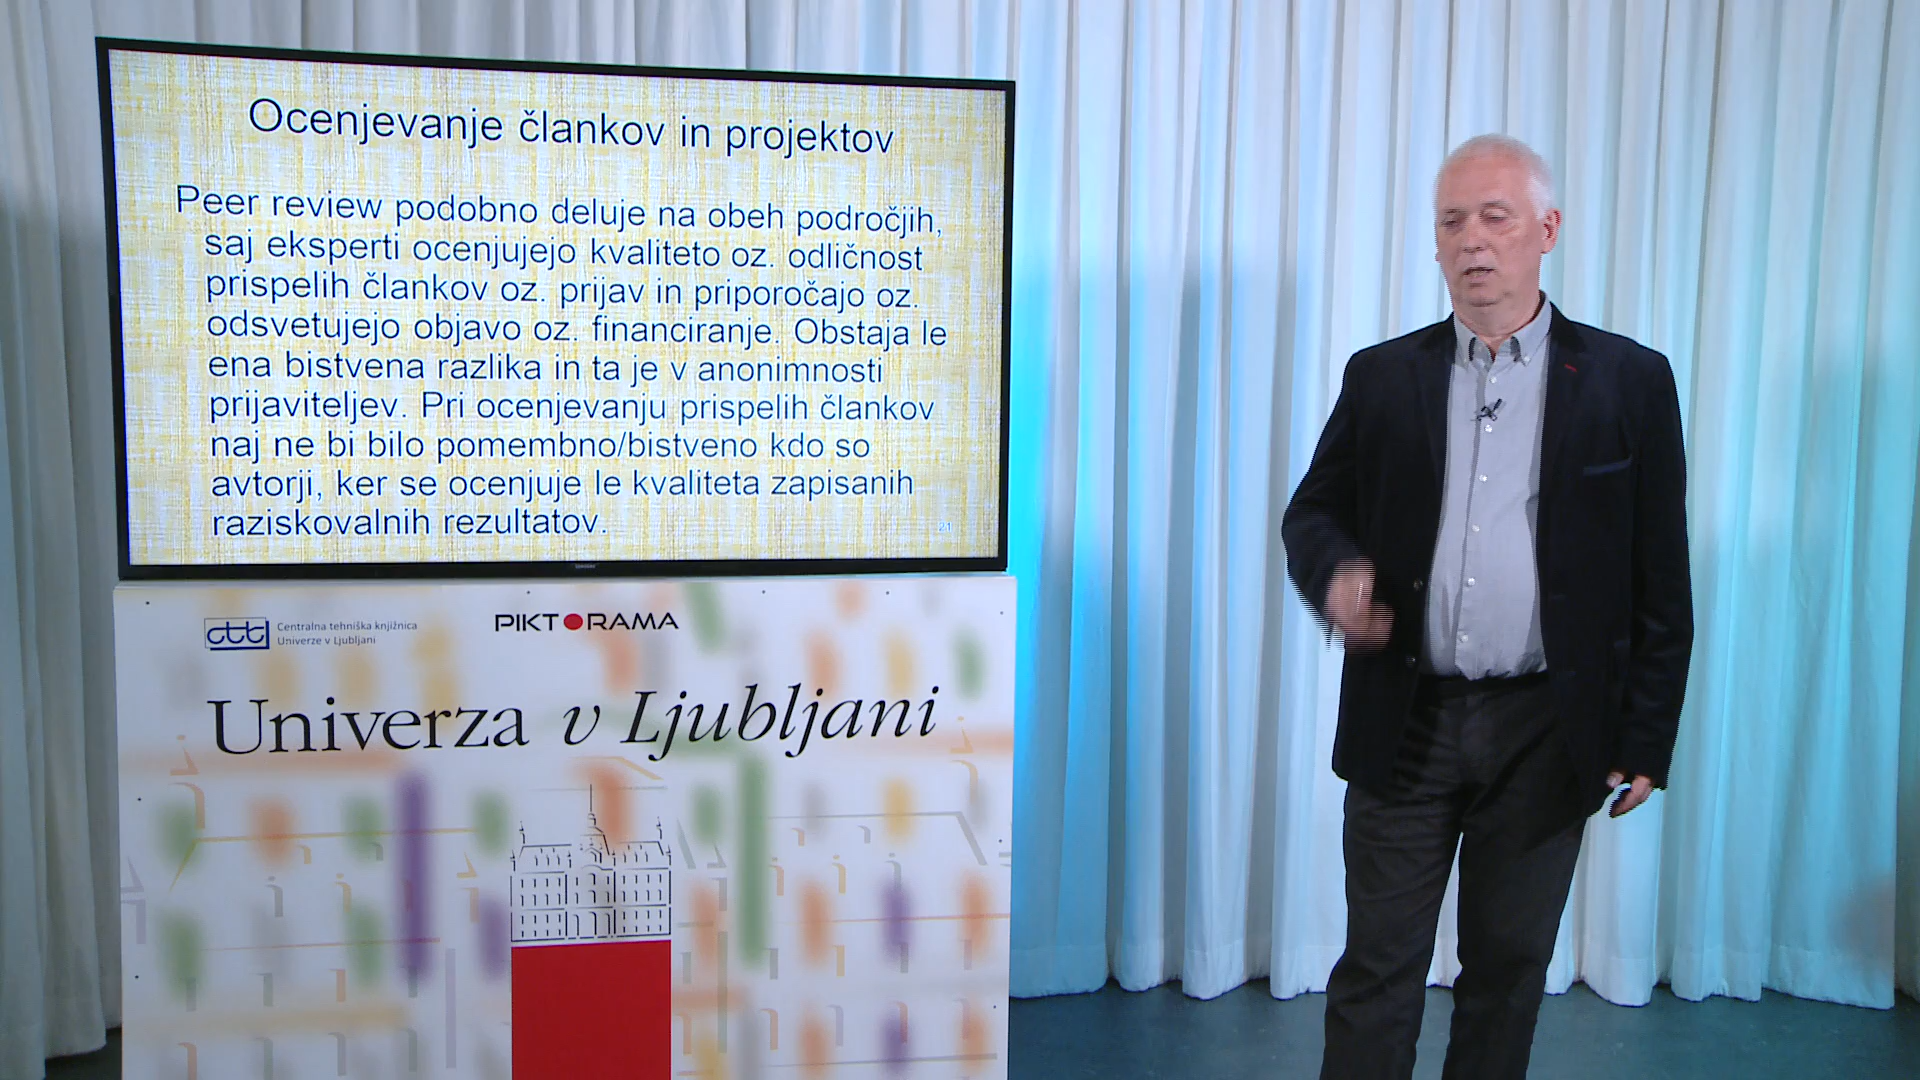 Ocenjevanje člankov in projektov
Peer review podobno deluje na obeh področjih,
saj eksperti ocenjujejo kvaliteto oz. odličnost
prispelih člankov oz. prijav in priporočajo oz.
odsvetujejo objavo oz. financiranje. Obstaja le
ena bistvena razlika in ta je v anonimnosti
prijaviteljev. Pri ocenjevanju prispelih člankov
naj ne bi bilo pomembno/bistveno kdo so
avtorji, ker se ocenjuje le kvaliteta zapisanih
raziskovalnih rezultatov.
21
SAMSUNG
ctk
Centralna tehniška knjižnica
Univerze v Ljubljani
PIKTORAMA
Univerza v Ljubljani